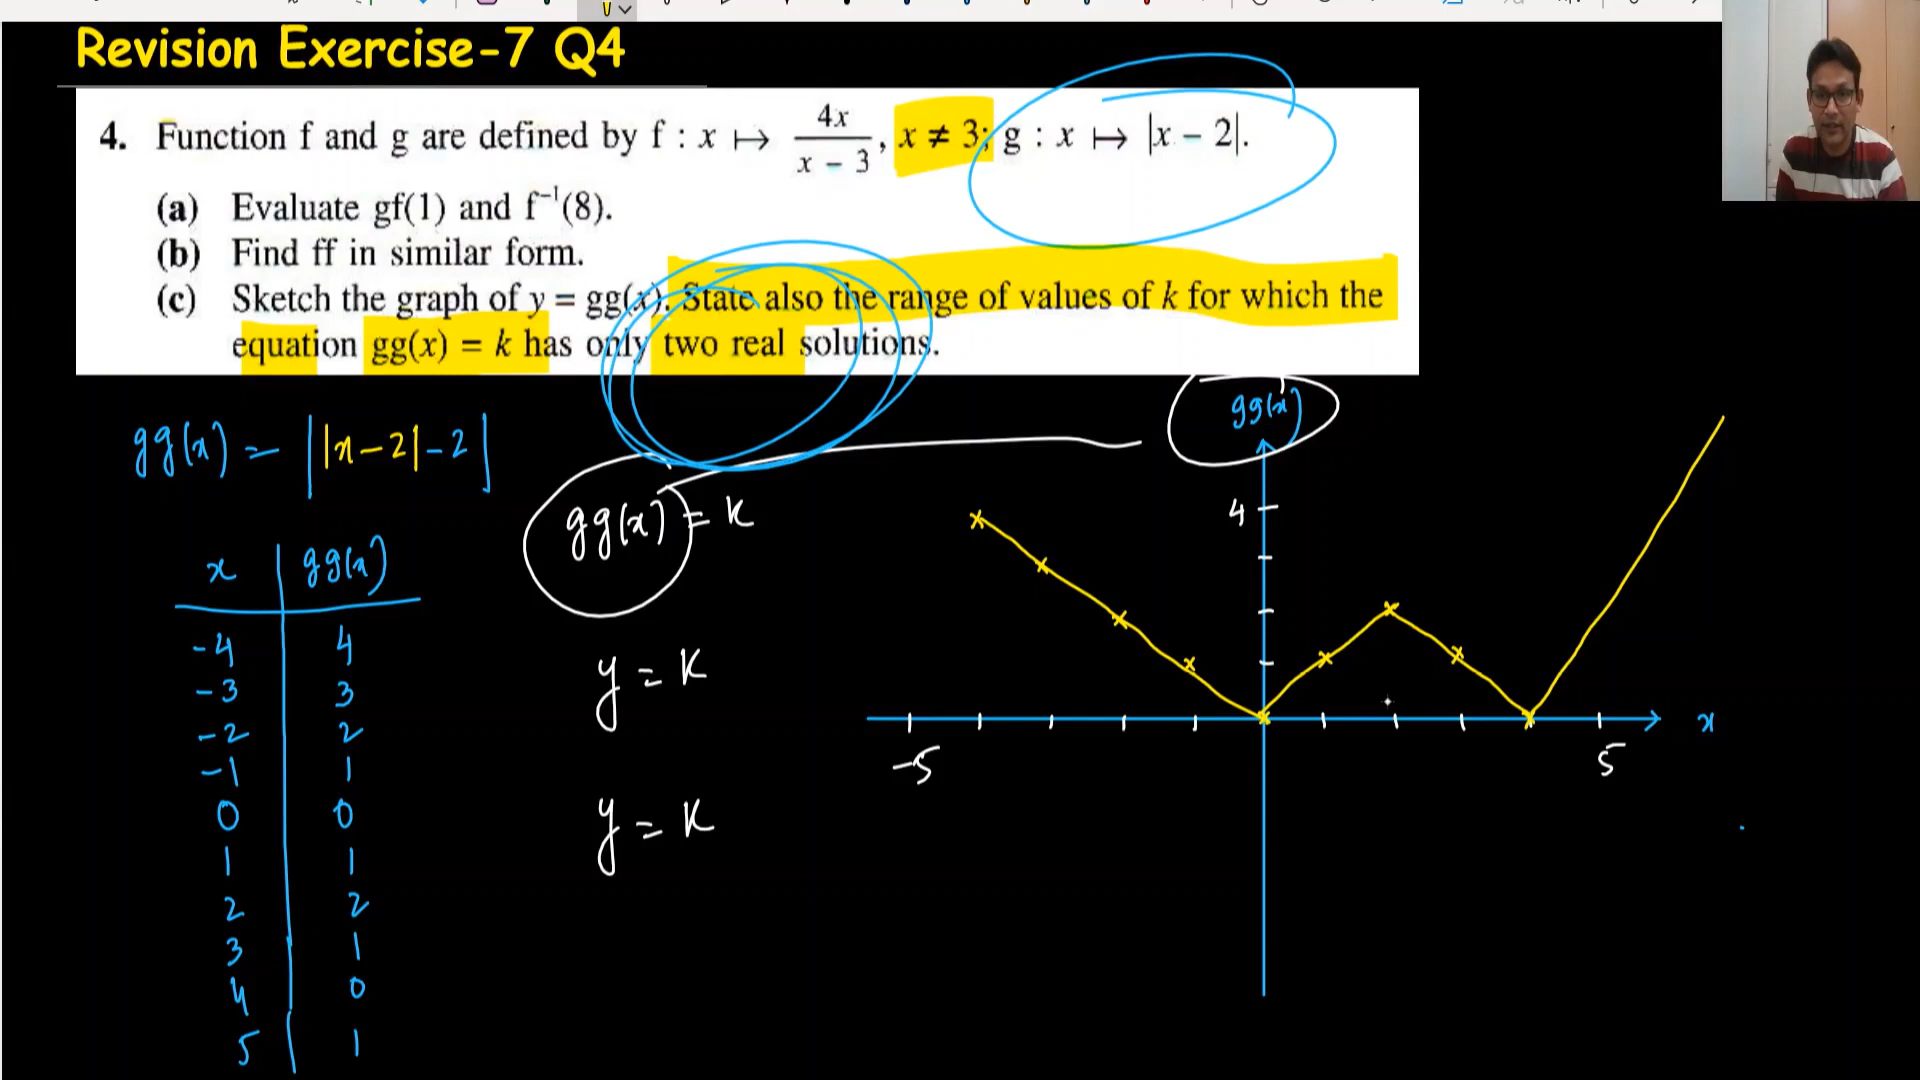 Revision Exercise-7 Q4
4. Function f and g are defined by f : x ↦ 4x/(x − 3), x ≠ 3; g : x ↦ |x − 2|.
(a) Evaluate gf(1) and f⁻¹(8).
(b) Find ff in similar form.
(c) Sketch the graph of y = gg(x). State also the range of values of k for which the
equation gg(x) = k has only two real solutions.
gg(x) = ||x-2|-2|
gg(x) = k
x gg(x)
-4 4
-3 3
-2 2
-1 1
0 0
1 1
2 2
3 1
4 0
5 1
y = k
y = k
gg(x)
4
-5
5
x